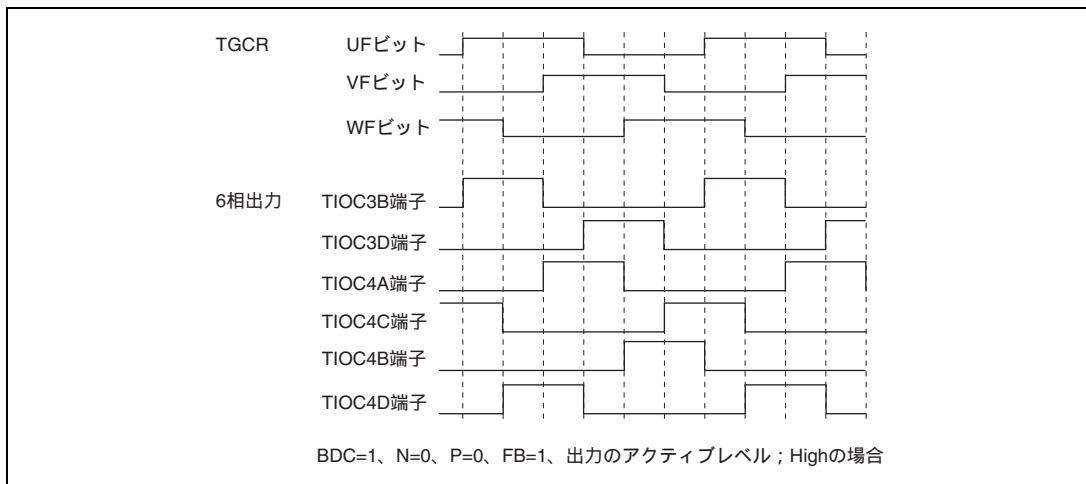 TGCR UFビット
VFビット
WFビット
6相出力 TIOC3B端子
TIOC3D端子
TIOC4A端子
TIOC4C端子
TIOC4B端子
TIOC4D端子
BDC=1、N=0、P=0、FB=1、出力のアクティブレベル；Highの場合